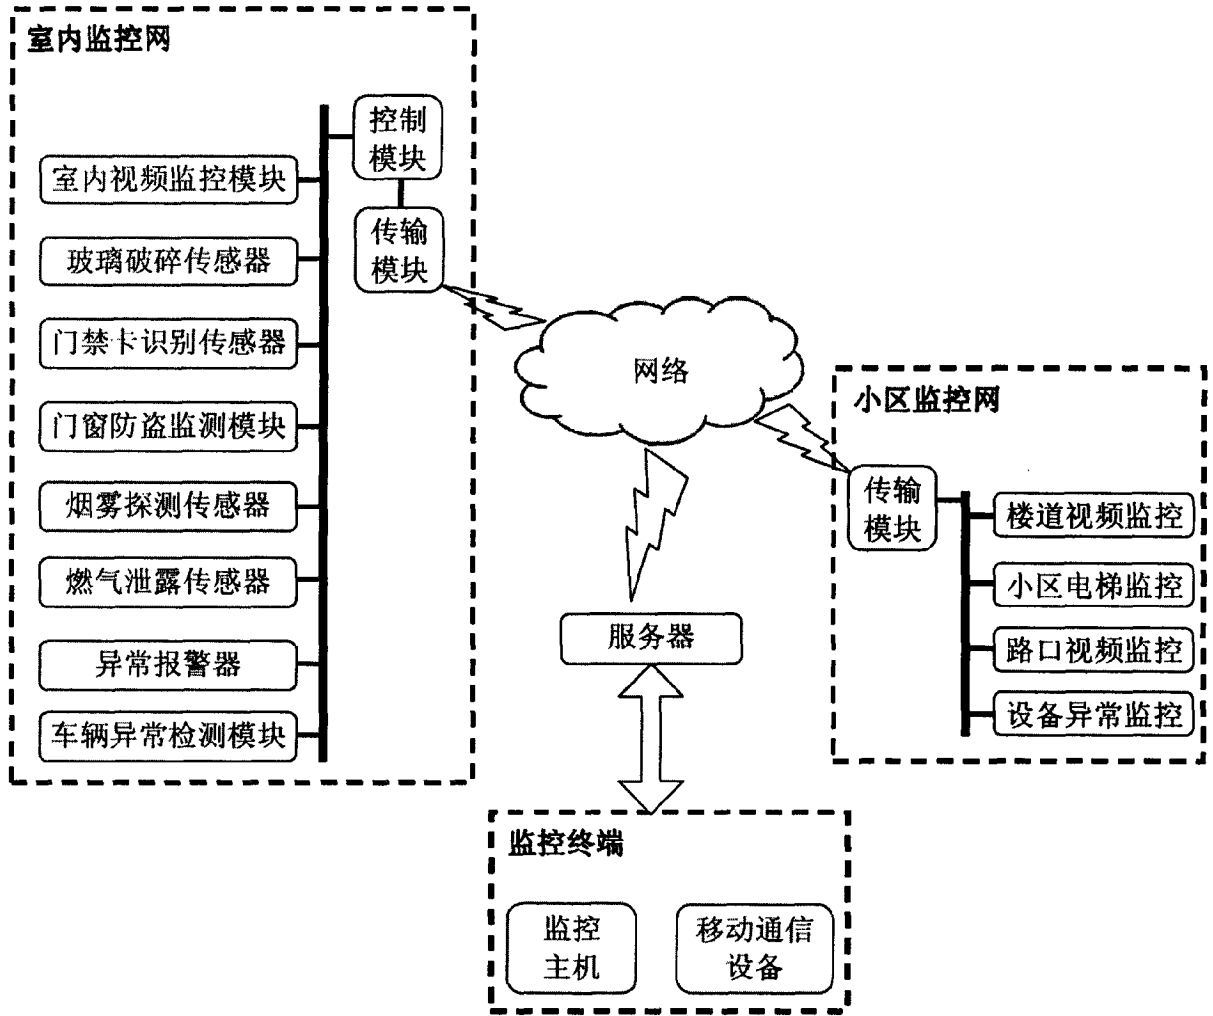 室内监控网
控制
模块
室内视频监控模块
传输
模块
玻璃破碎传感器
门禁卡识别传感器
门窗防盗监测模块
烟雾探测传感器
燃气泄露传感器
异常报警器
车辆异常检测模块
网络
小区监控网
传输
模块
楼道视频监控
小区电梯监控
路口视频监控
设备异常监控
服务器
监控终端
监控
主机
移动通信
设备